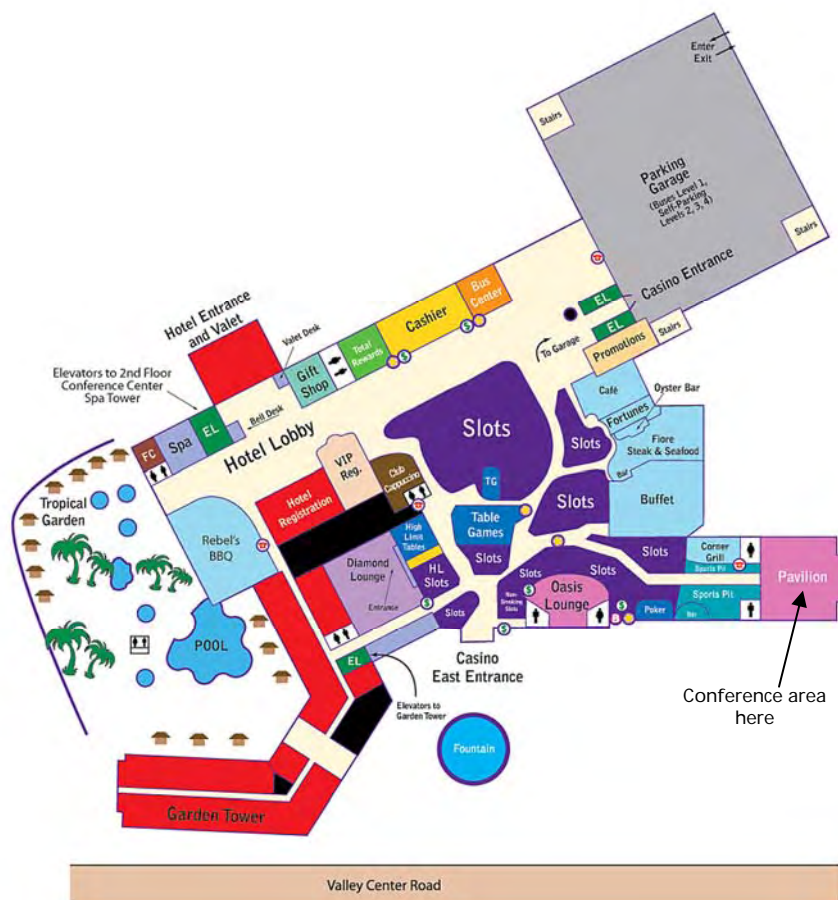 Enter
Exit
Stairs
Parking
Garage
(Buses Level 1,
Self-Parking
Levels 2, 3, 4)
Stairs
Casino Entrance
EL
EL
Stairs
Promotions
To Garage
Bus
Center
Cashier
Total
Rewards
Gift
Shop
Valet Desk
Hotel Entrance
and Valet
Elevators to 2nd Floor
Conference Center
Spa Tower
Bell Desk
EL
Spa
FC
Hotel Lobby
VIP
Reg.
Club
Cappuccino
Hotel
Registration
Café
Oyster Bar
Fortunes
Fiore
Steak & Seafood
Bar
Buffet
Slots
Slots
Slots
TG
Table
Games
Slots
High
Limit
Tables
HL
Slots
Diamond
Lounge
Entrance
Slots
Tropical
Garden
Rebel's
BBQ
POOL
Slots
Non-
Smoking
Slots
Oasis
Lounge
Slots
Corner
Grill
Sports Pit
Sports Pit
Bar
Poker
Pavilion
Conference area
here
Casino
East Entrance
EL
Elevators to
Garden Tower
Fountain
Garden Tower
Valley Center Road
$
$
$
$
$
$